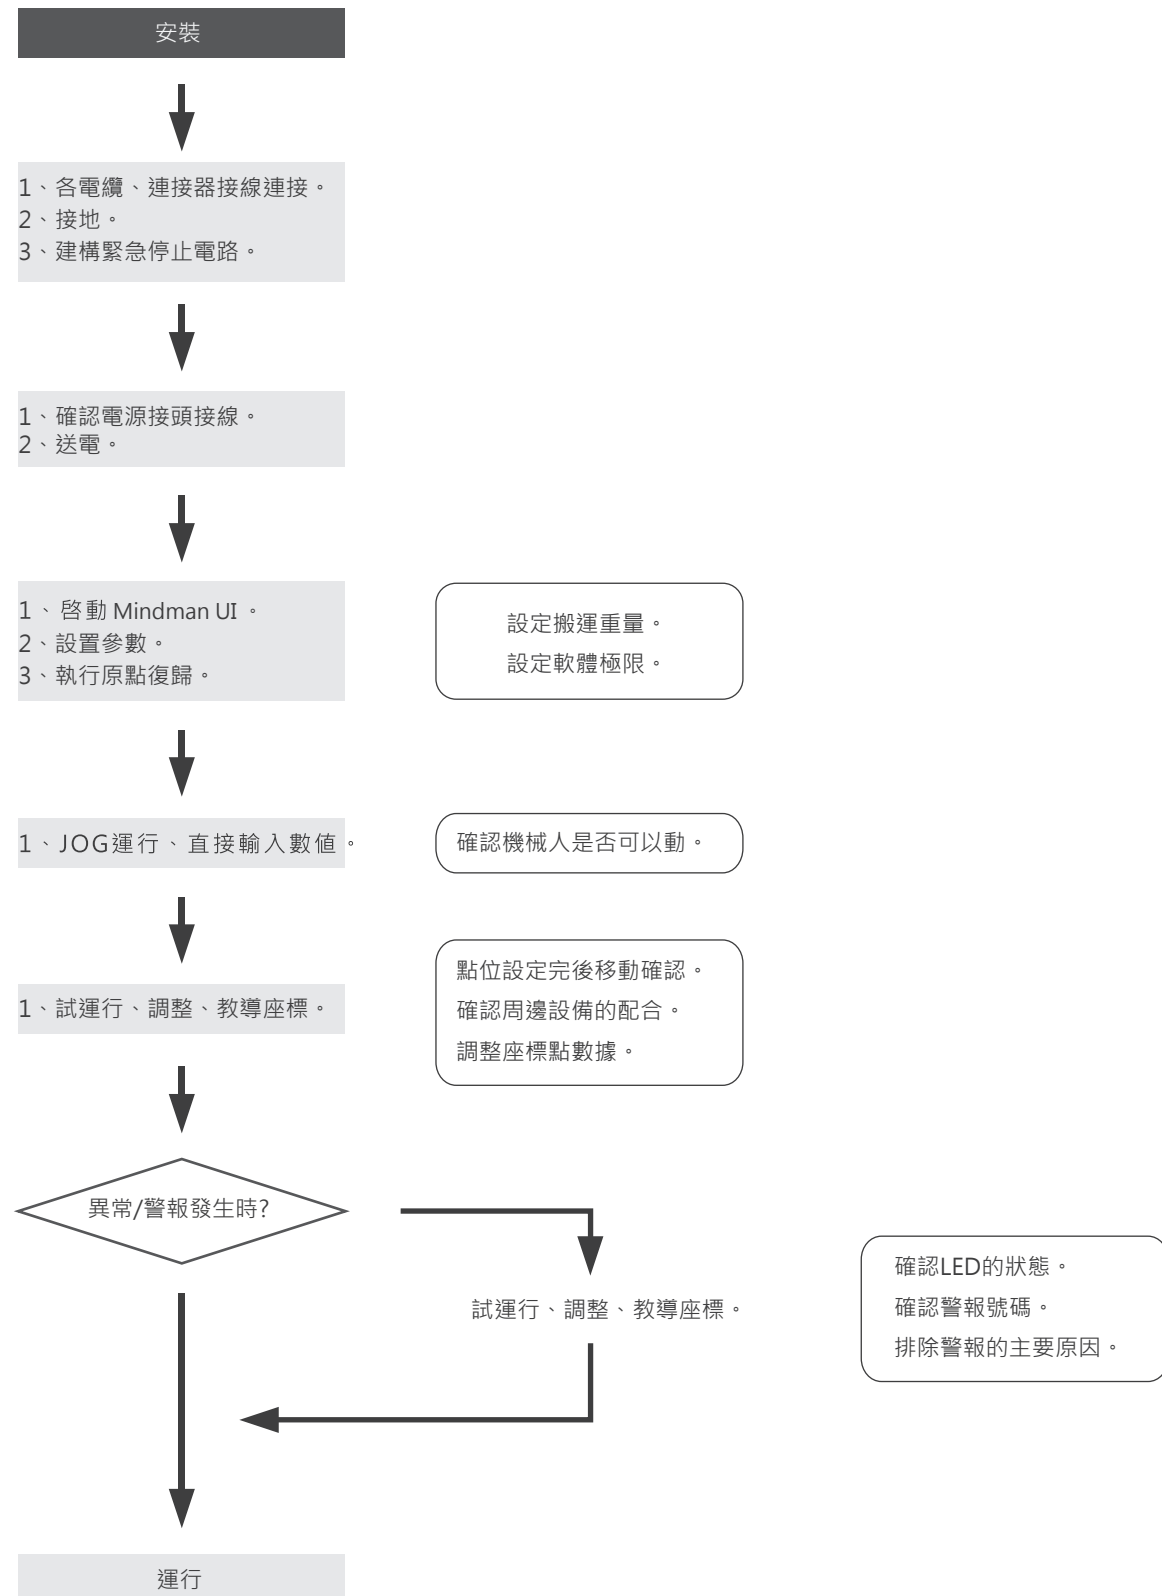 安裝
1、各電纜、連接器接線連接。
2、接地。
3、建構緊急停止電路。
1、確認電源接頭接線。
2、送電。
1、啓動 Mindman UI。
2、設置參數。
3、執行原點復歸。
設定搬運重量。
設定軟體極限。
1、JOG運行、直接輸入數值。
確認機械人是否可以動。
1、試運行、調整、教導座標。
點位設定完後移動確認。
確認周邊設備的配合。
調整座標點數據。
異常/警報發生時?
試運行、調整、教導座標。
確認LED的狀態。
確認警報號碼。
排除警報的主要原因。
運行